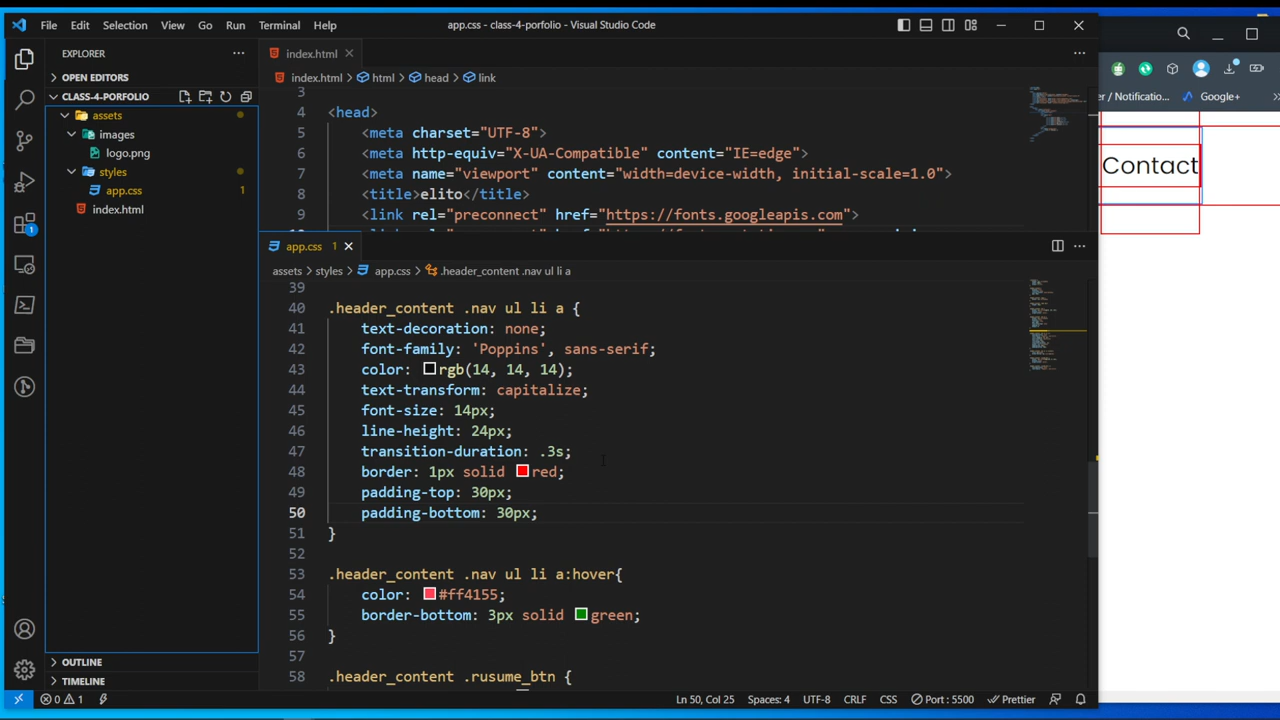 File Edit Selection View Go Run Terminal Help
app.css - class-4-porfolio - Visual Studio Code
EXPLORER
OPEN EDITORS
CLASS-4-PORFOLIO
assets
images
logo.png
styles
app.css 1
index.html
OUTLINE
TIMELINE
1
index.html
index.html > html > head > link
3
4 <head>
5 <meta charset="UTF-8">
6 <meta http-equiv="X-UA-Compatible" content="IE=edge">
7 <meta name="viewport" content="width=device-width, initial-scale=1.0">
8 <title>elito</title>
9 <link rel="preconnect" href="https://fonts.googleapis.com">
app.css 1
assets > styles > app.css > .header_content .nav ul li a
39
40 .header_content .nav ul li a {
41 text-decoration: none;
42 font-family: 'Poppins', sans-serif;
43 color: rgb(14, 14, 14);
44 text-transform: capitalize;
45 font-size: 14px;
46 line-height: 24px;
47 transition-duration: .3s;
48 border: 1px solid red;
49 padding-top: 30px;
50 padding-bottom: 30px;
51 }
52
53 .header_content .nav ul li a:hover{
54 color: #ff4155;
55 border-bottom: 3px solid green;
56 }
57
58 .header_content .rusume_btn {
0 1
Ln 50, Col 25 Spaces: 4 UTF-8 CRLF CSS Port : 5500 Prettier
r / Notificatio... Google+ »
Contact